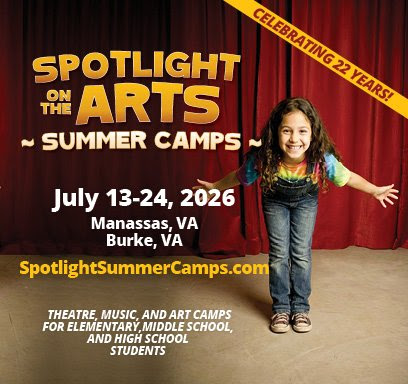 CELEBRATING 22 YEARS!
SPOTLIGHT
ON THE ARTS
~ SUMMER CAMPS ~
July 13-24, 2026
Manassas, VA
Burke, VA
SpotlightSummerCamps.com
THEATRE, MUSIC, AND ART CAMPS
FOR ELEMENTARY,MIDDLE SCHOOL,
AND HIGH SCHOOL
STUDENTS